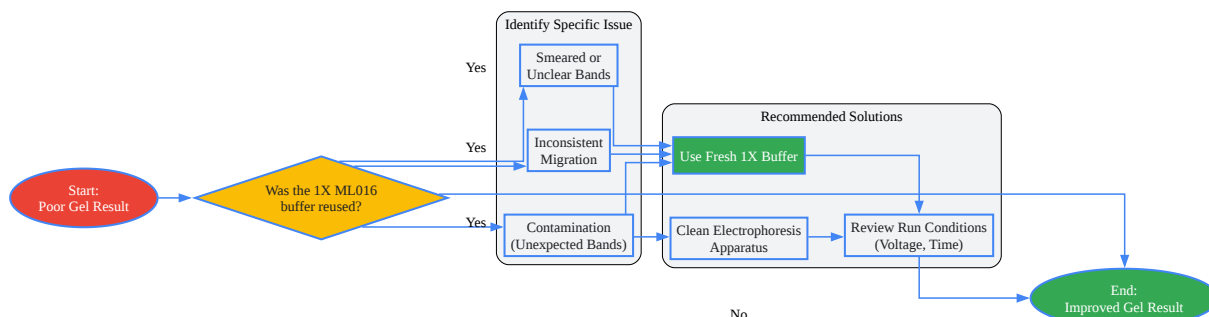 Identify Specific Issue
Yes
Smeared or
Unclear Bands
Recommended Solutions
Yes
Inconsistent
Migration
Use Fresh 1X Buffer
Start:
Poor Gel Result
Was the 1X ML016
buffer reused?
Yes
Contamination
(Unexpected Bands)
Clean Electrophoresis
Apparatus
Review Run Conditions
(Voltage, Time)
End:
Improved Gel Result
No